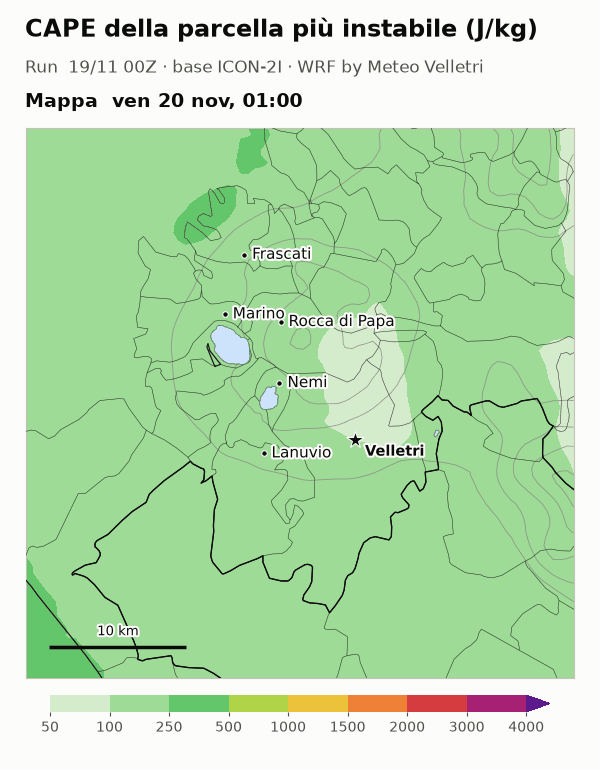 CAPE della parcella più instabile (J/kg)
Run  19/11 00Z · base ICON-2I · WRF by Meteo Velletri
Mappa  ven 20 nov, 01:00
Frascati
Marino
Rocca di Papa
Nemi
Velletri
Lanuvio
10 km
50 100 250 500 1000 1500 2000 3000 4000